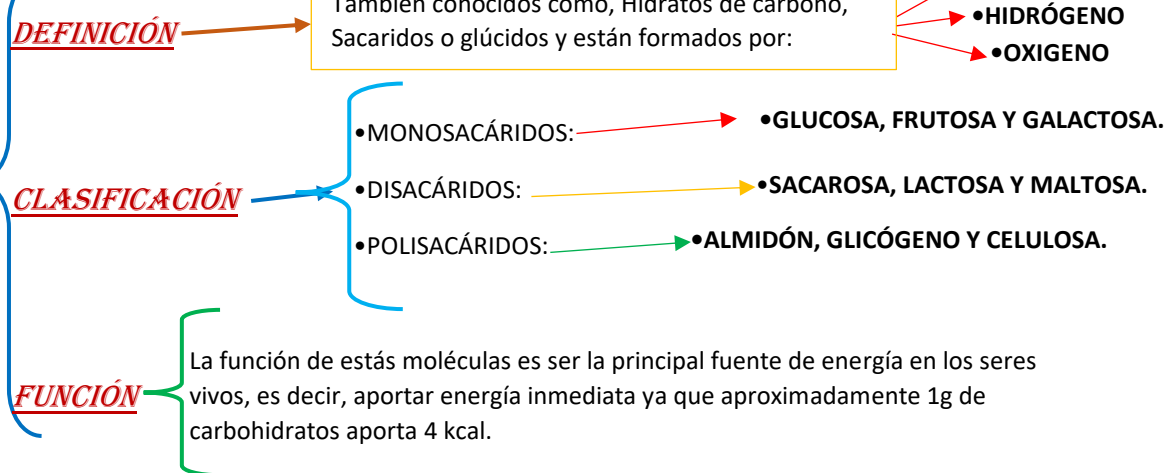 DEFINICIÓN
También conocidos como, Hidratos de carbono,
Sacaridos o glúcidos y están formados por:
•HIDRÓGENO
•OXIGENO
CLASIFICACIÓN
•MONOSACÁRIDOS:
•GLUCOSA, FRUTOSA Y GALACTOSA.
•DISACÁRIDOS:
•SACAROSA, LACTOSA Y MALTOSA.
•POLISACÁRIDOS:
•ALMIDÓN, GLICÓGENO Y CELULOSA.
FUNCIÓN
La función de estás moléculas es ser la principal fuente de energía en los seres
vivos, es decir, aportar energía inmediata ya que aproximadamente 1g de
carbohidratos aporta 4 kcal.